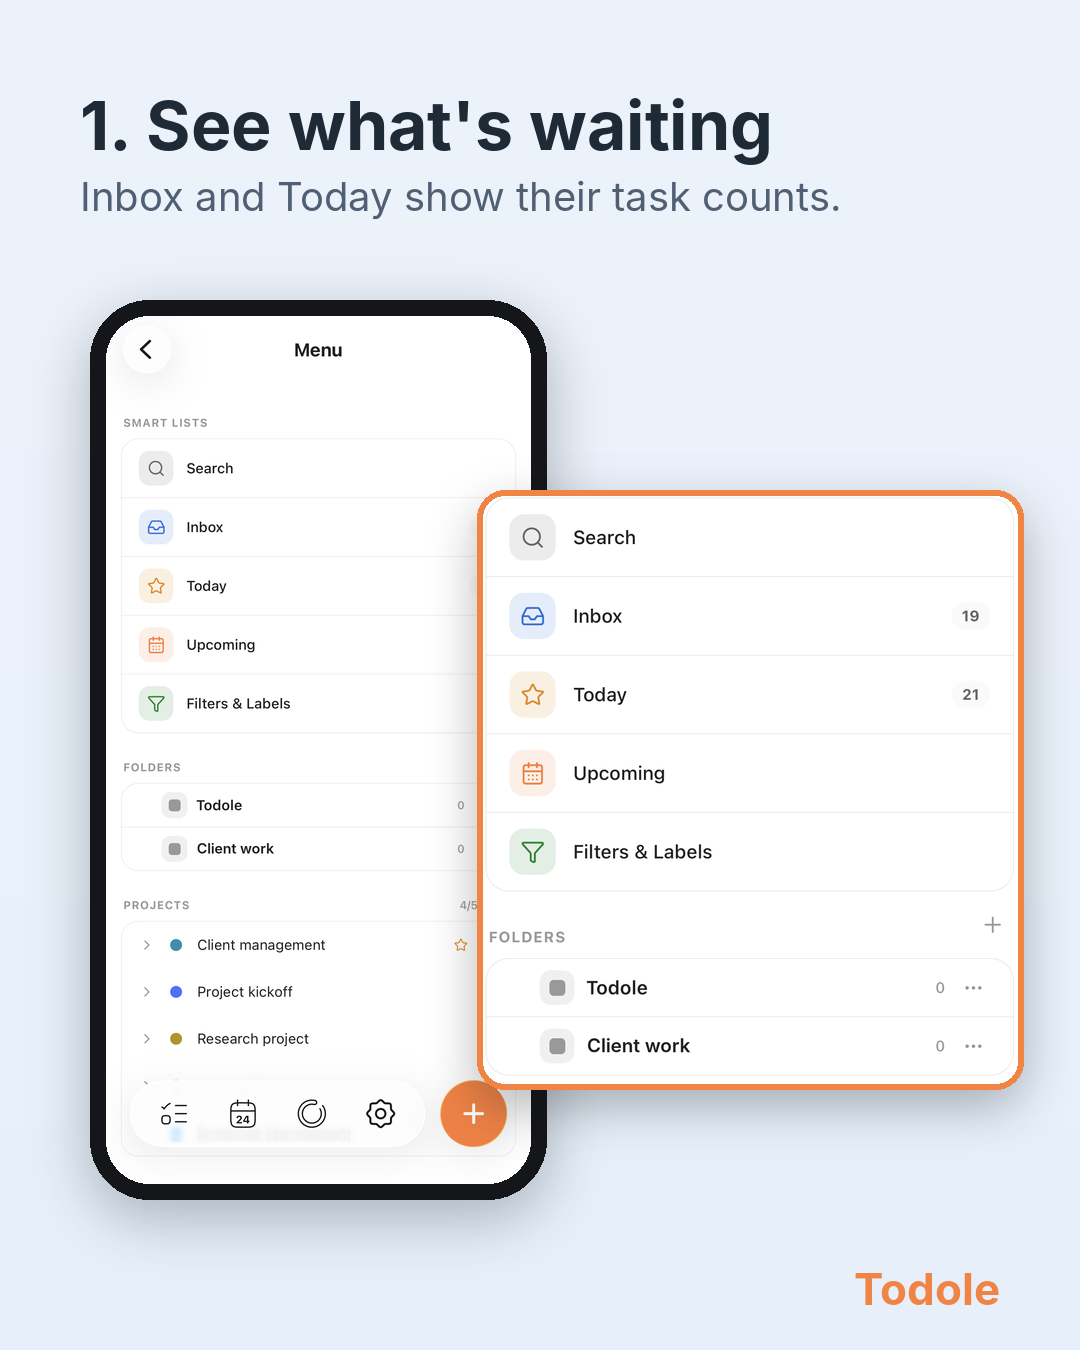 1. See what's waiting
Inbox and Today show their task counts.
Menu
SMART LISTS
Search
Inbox
Today
Upcoming
Filters & Labels
FOLDERS
Todole 0
Client work 0
PROJECTS 4/5
Client management
Project kickoff
Research project
24
Search
Inbox 19
Today 21
Upcoming
Filters & Labels
FOLDERS
Todole 0
Client work 0
Todole